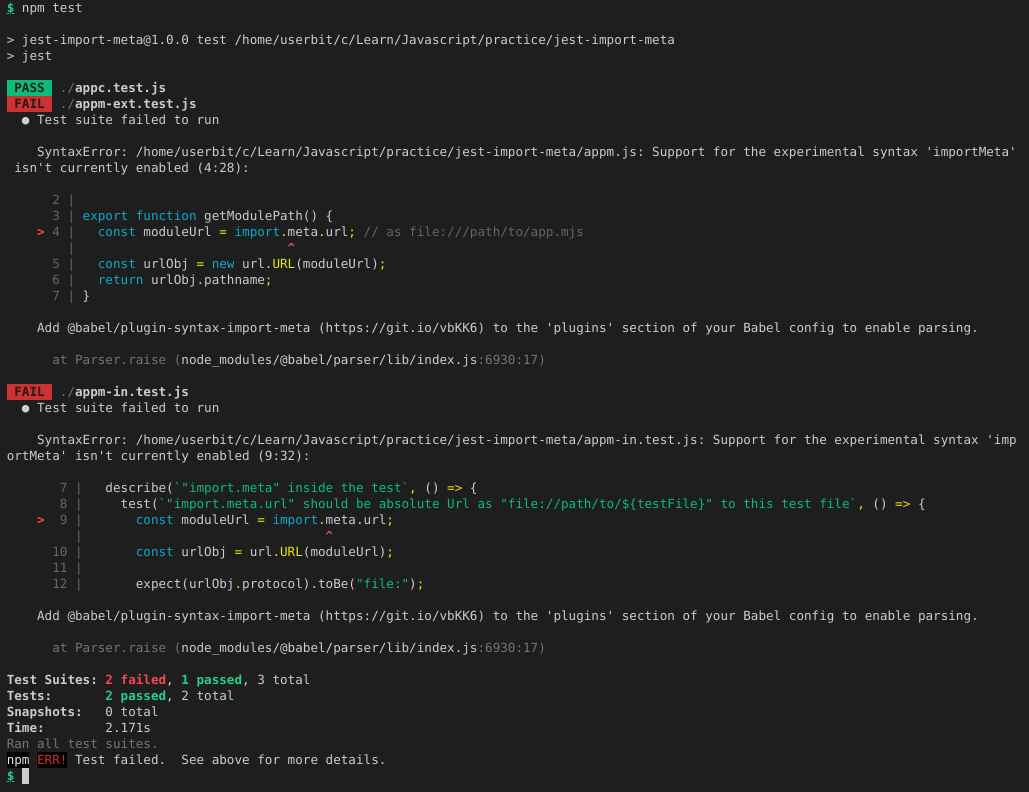 $ npm test
> jest-import-meta@1.0.0 test /home/userbit/c/Learn/Javascript/practice/jest-import-meta
> jest
PASS ./appc.test.js
FAIL ./appm-ext.test.js
● Test suite failed to run
SyntaxError: /home/userbit/c/Learn/Javascript/practice/jest-import-meta/appm.js: Support for the experimental syntax 'importMeta'
isn't currently enabled (4:28):
2 |
3 | export function getModulePath() {
> 4 |   const moduleUrl = import.meta.url; // as file:///path/to/app.mjs
|                            ^
5 |   const urlObj = new url.URL(moduleUrl);
6 |   return urlObj.pathname;
7 | }
Add @babel/plugin-syntax-import-meta (https://git.io/vbKK6) to the 'plugins' section of your Babel config to enable parsing.
at Parser.raise (node_modules/@babel/parser/lib/index.js:6930:17)
FAIL ./appm-in.test.js
● Test suite failed to run
SyntaxError: /home/userbit/c/Learn/Javascript/practice/jest-import-meta/appm-in.test.js: Support for the experimental syntax 'imp
ortMeta' isn't currently enabled (9:32):
7 |   describe(`"import.meta" inside the test`, () => {
8 |     test(`"import.meta.url" should be absolute Url as "file://path/to/${testFile}" to this test file`, () => {
> 9 |       const moduleUrl = import.meta.url;
|                                ^
10 |       const urlObj = url.URL(moduleUrl);
11 |
12 |       expect(urlObj.protocol).toBe("file:");
Add @babel/plugin-syntax-import-meta (https://git.io/vbKK6) to the 'plugins' section of your Babel config to enable parsing.
at Parser.raise (node_modules/@babel/parser/lib/index.js:6930:17)
Test Suites: 2 failed, 1 passed, 3 total
Tests:       2 passed, 2 total
Snapshots:   0 total
Time:        2.171s
Ran all test suites.
npm ERR! Test failed.  See above for more details.
$